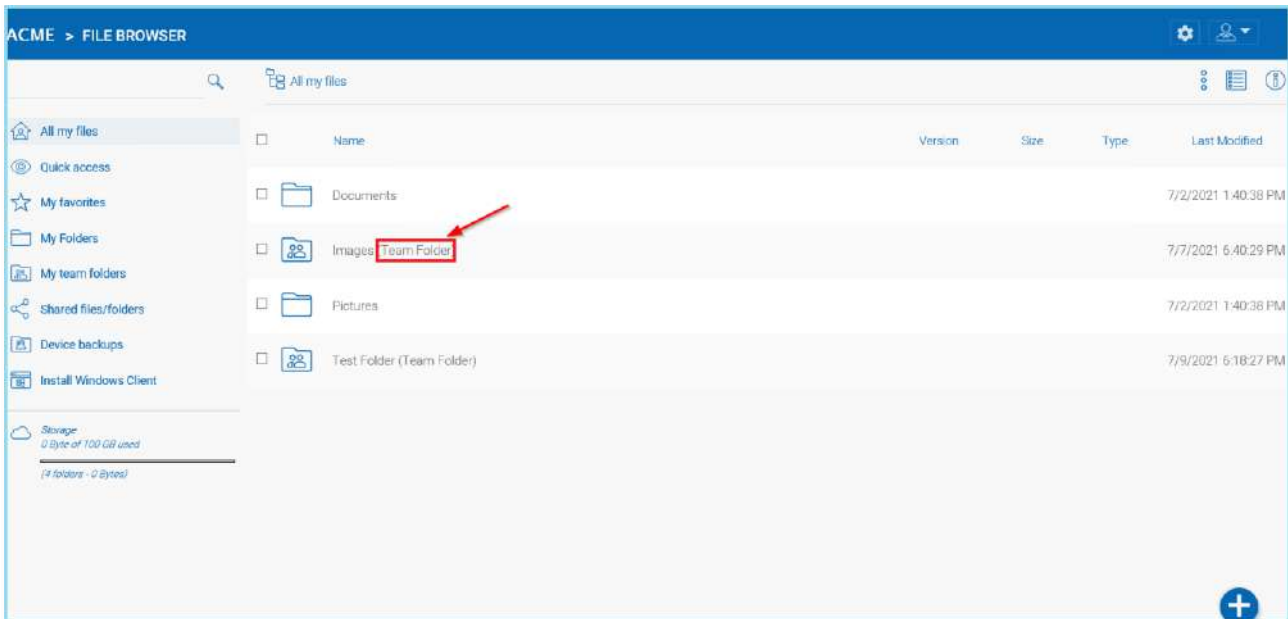 ACME > FILE BROWSER
All my files
All my files
Quick access
My favorites
My Folders
My team folders
Shared files/folders
Device backups
Install Windows Client
Storage
0 Byte of 100 GB used
(4 folders - 0 Bytes)
Name Version Size Type Last Modified
Documents 7/2/2021 1:40:38 PM
Images (Team Folder) 7/7/2021 6:40:29 PM
Pictures 7/2/2021 1:40:38 PM
Test Folder (Team Folder) 7/9/2021 6:18:27 PM